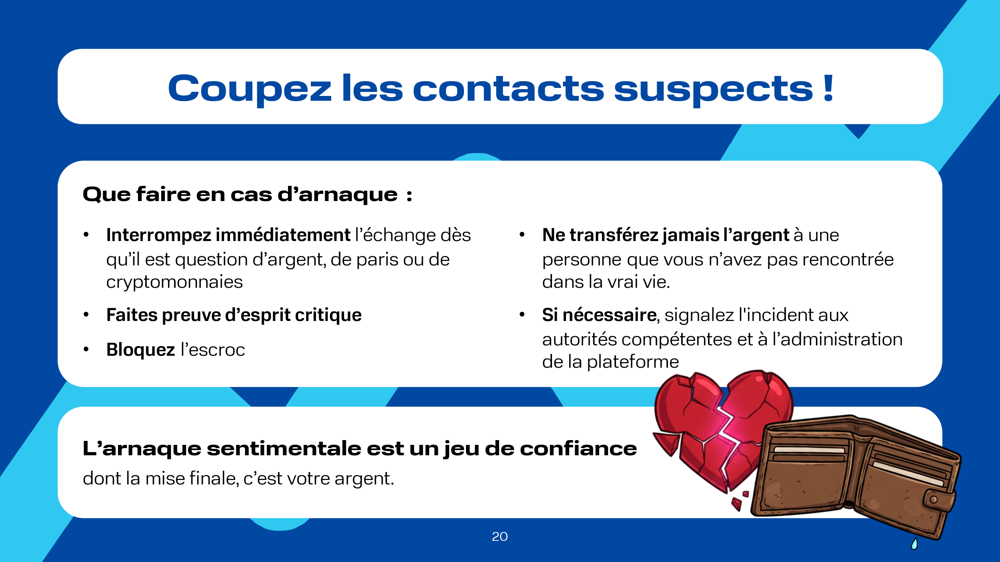 Coupez les contacts suspects !
Que faire en cas d’arnaque :
• Interrompez immédiatement l’échange dès
qu’il est question d’argent, de paris ou de
cryptomonnaies
• Faites preuve d’esprit critique
• Bloquez l’escroc
• Ne transférez jamais l’argent à une
personne que vous n’avez pas rencontrée
dans la vrai vie.
• Si nécessaire, signalez l'incident aux
autorités compétentes et à l’administration
de la plateforme
L’arnaque sentimentale est un jeu de confiance
dont la mise finale, c’est votre argent.
20